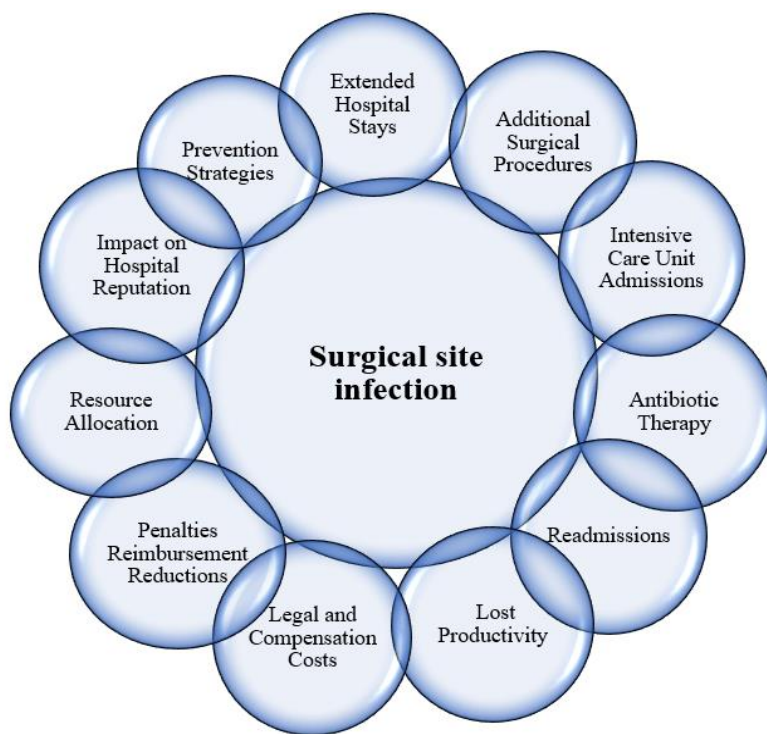 Extended
Hospital
Stays
Additional
Surgical
Procedures
Intensive
Care Unit
Admissions
Antibiotic
Therapy
Readmissions
Lost
Productivity
Legal and
Compensation
Costs
Penalties
Reimbursement
Reductions
Resource
Allocation
Impact on
Hospital
Reputation
Prevention
Strategies
Surgical site
infection